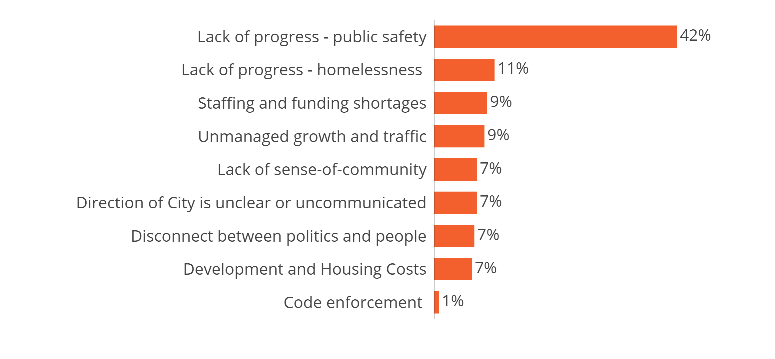 Lack of progress - public safety 42%
Lack of progress - homelessness 11%
Staffing and funding shortages 9%
Unmanaged growth and traffic 9%
Lack of sense-of-community 7%
Direction of City is unclear or uncommunicated 7%
Disconnect between politics and people 7%
Development and Housing Costs 7%
Code enforcement 1%